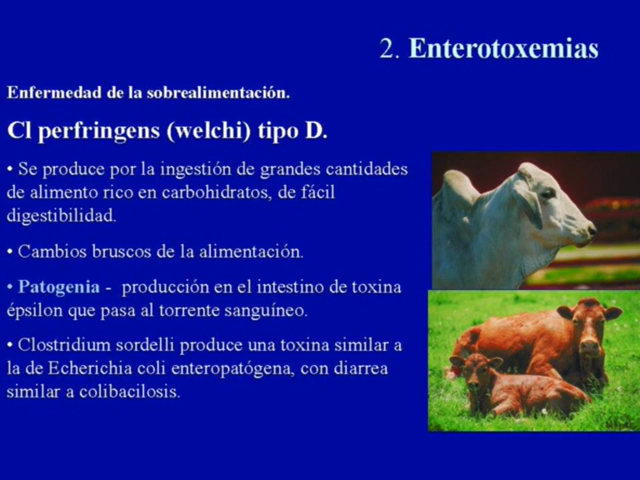 2. Enterotoxemias
Enfermedad de la sobrealimentación.
Cl perfringens (welchi) tipo D.
• Se produce por la ingestión de grandes cantidades
de alimento rico en carbohidratos, de fácil
digestibilidad.
• Cambios bruscos de la alimentación.
• Patogenia - producción en el intestino de toxina
épsilon que pasa al torrente sanguíneo.
• Clostridium sordelli produce una toxina similar a
la de Echerichia coli enteropatógena, con diarrea
similar a colibacilosis.